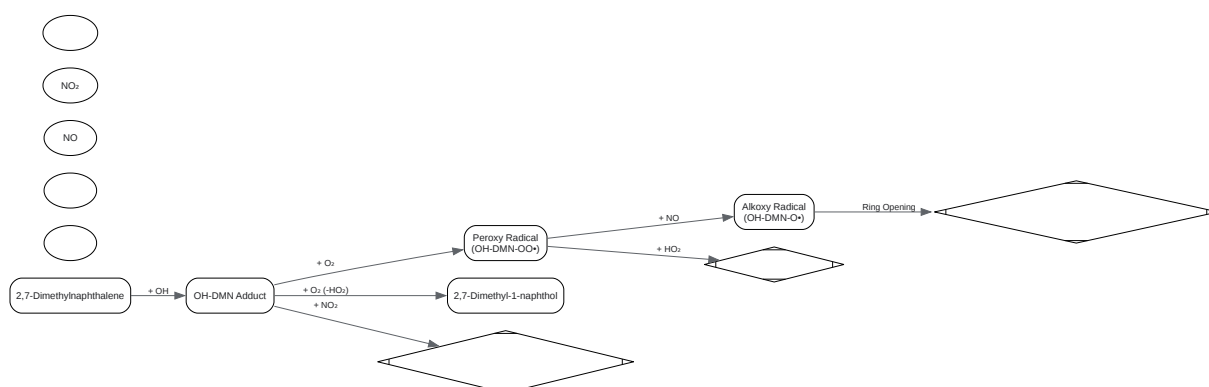 NO₂
NO
2,7-Dimethylnaphthalene
+ OH
OH-DMN Adduct
+ O₂
+ O₂ (-HO₂)
+ NO₂
Peroxy Radical
(OH-DMN-OO•)
2,7-Dimethyl-1-naphthol
+ NO
+ HO₂
Alkoxy Radical
(OH-DMN-O•)
Ring Opening